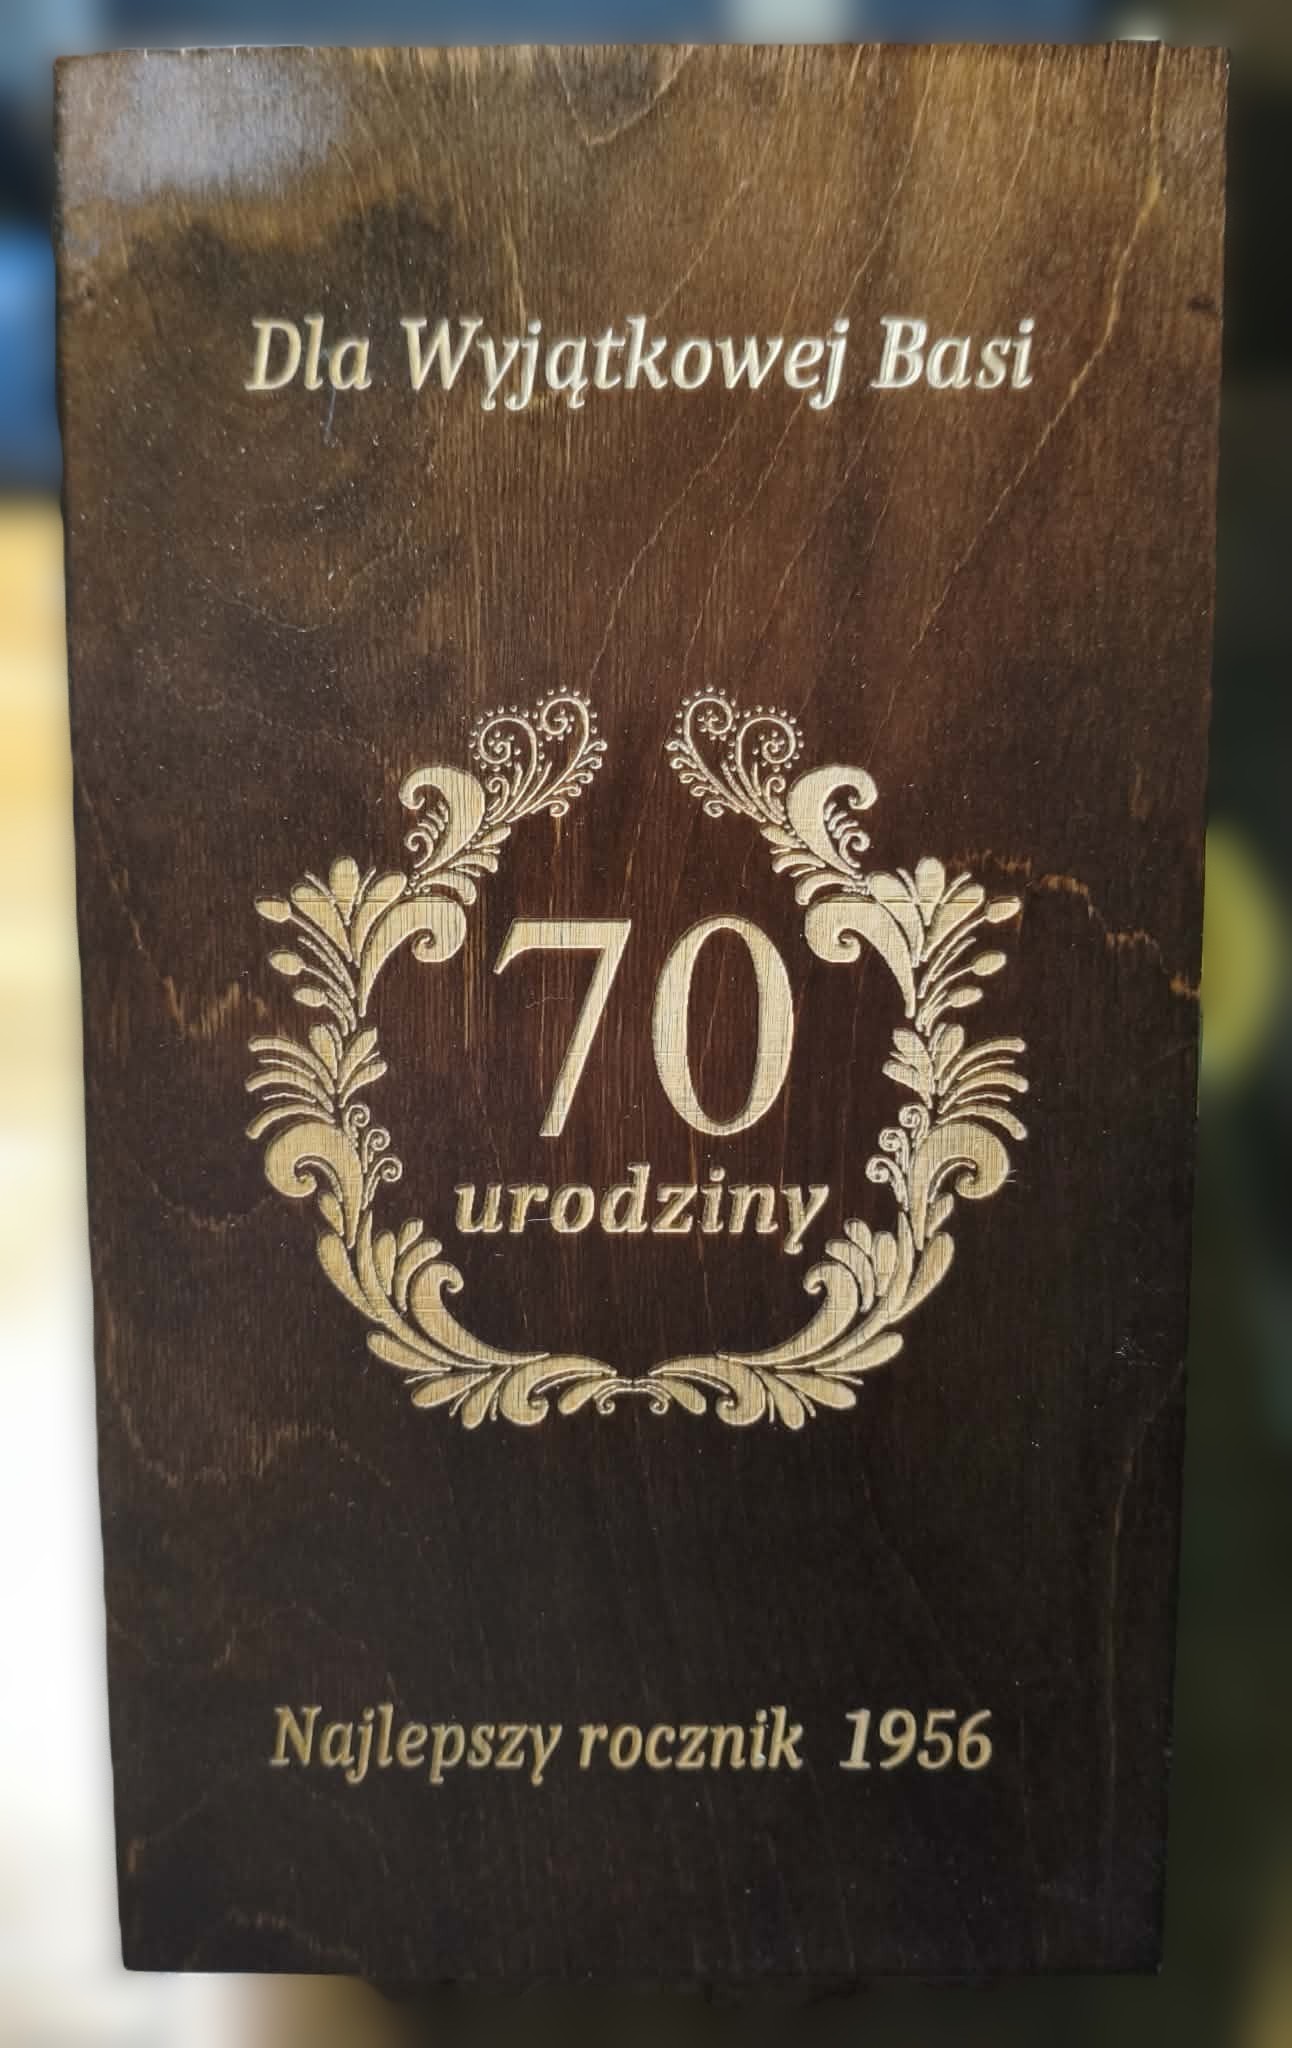 Dla Wyjątkowej Basi
70
urodziny
Najlepszy rocznik 1956